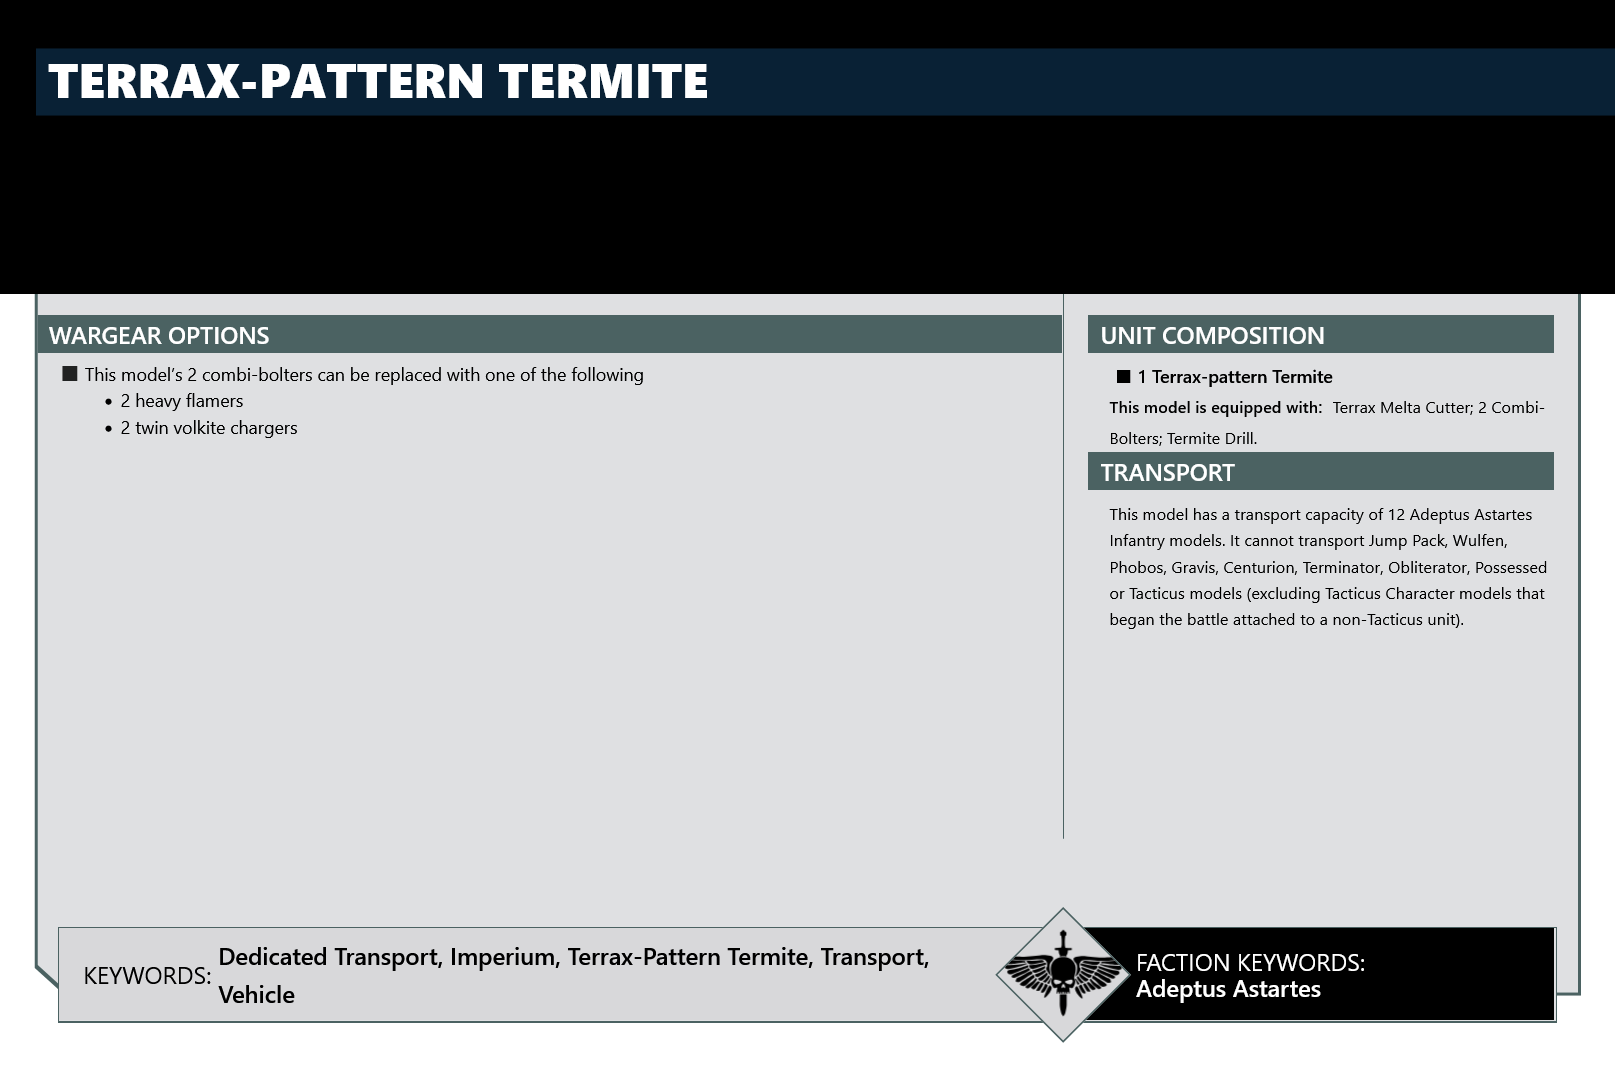 TERRAX-PATTERN TERMITE
WARGEAR OPTIONS
■ This model's 2 combi-bolters can be replaced with one of the following
• 2 heavy flamers
• 2 twin volkite chargers
UNIT COMPOSITION
■ 1 Terrax-pattern Termite
This model is equipped with: Terrax Melta Cutter; 2 Combi-
Bolters; Termite Drill.
TRANSPORT
This model has a transport capacity of 12 Adeptus Astartes
Infantry models. It cannot transport Jump Pack, Wulfen,
Phobos, Gravis, Centurion, Terminator, Obliterator, Possessed
or Tacticus models (excluding Tacticus Character models that
began the battle attached to a non-Tacticus unit).
KEYWORDS: Dedicated Transport, Imperium, Terrax-Pattern Termite, Transport,
Vehicle
FACTION KEYWORDS:
Adeptus Astartes